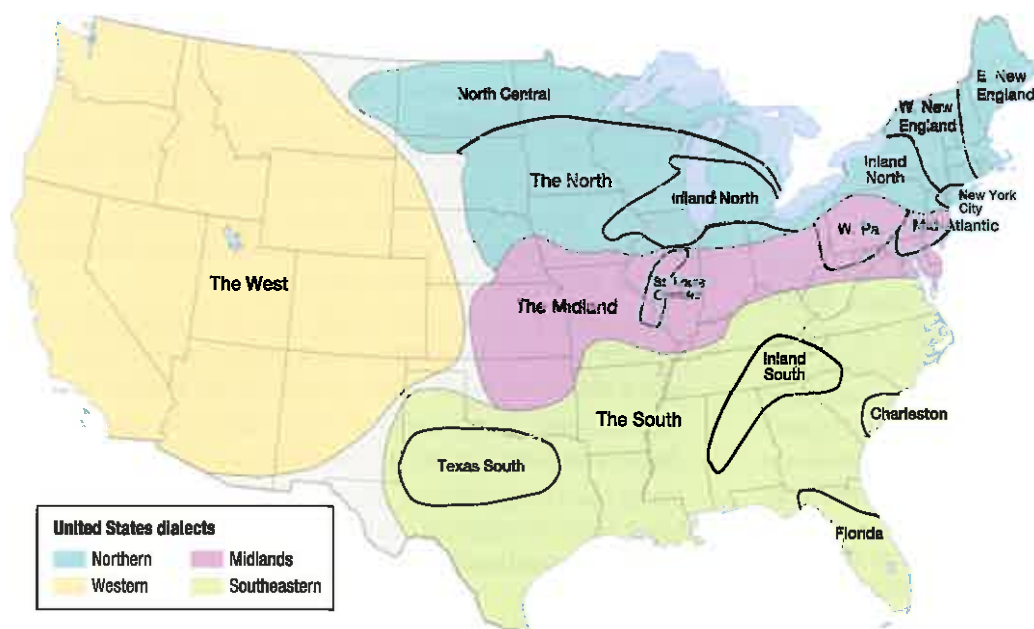 North Central
E. New
England
W. New
England
The North
Inland
North
Inland North
New York
City
W. Pa
Mid-Atlantic
The West
The Midland
Inland
South
The South
Charleston
Texas South
Florida
United States dialects
Northern
Midlands
Western
Southeastern